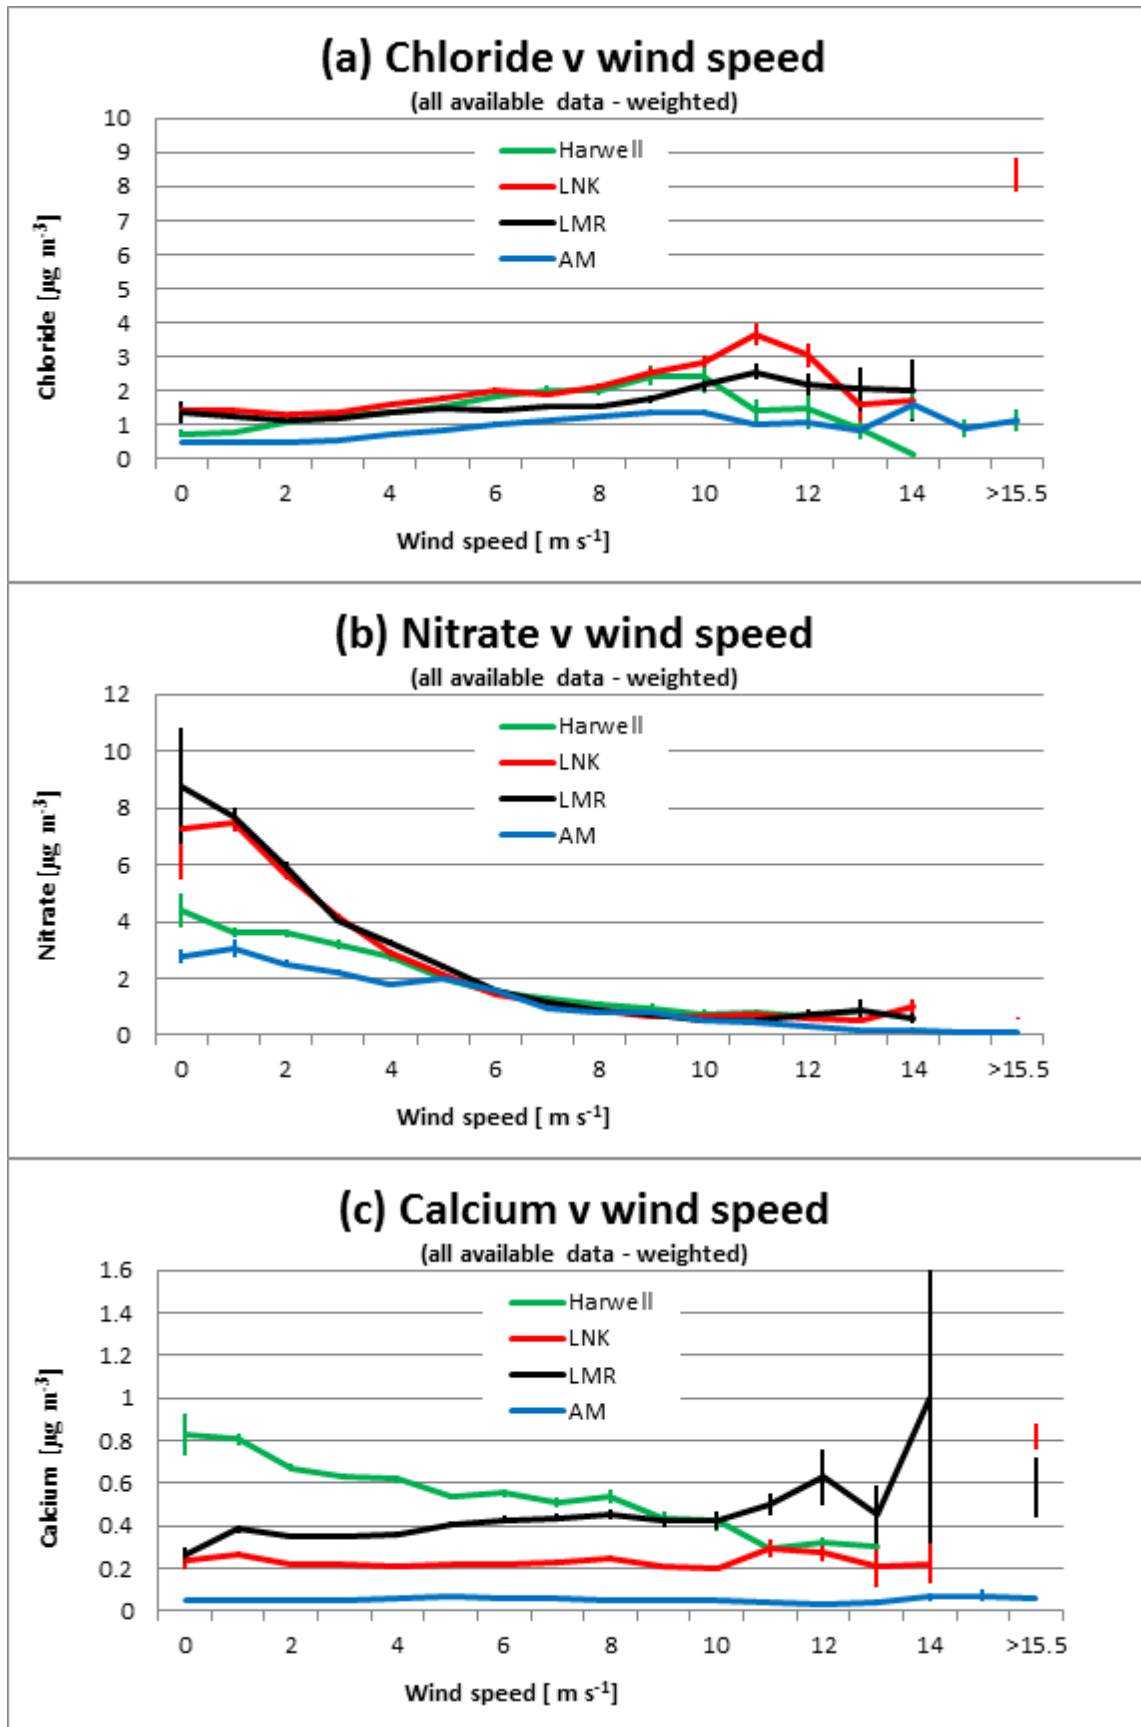 (a) Chloride v wind speed
(all available data - weighted)
10
9
8
7
6
5
4
3
2
1
0
Chloride [µg m-3]
Harwell
LNK
LMR
AM
0 2 4 6 8 10 12 14 >15.5
Wind speed [ m s-1]
(b) Nitrate v wind speed
(all available data - weighted)
12
10
8
6
4
2
0
Nitrate [µg m-3]
Harwell
LNK
LMR
AM
0 2 4 6 8 10 12 14 >15.5
Wind speed [ m s-1]
(c) Calcium v wind speed
(all available data - weighted)
1.6
1.4
1.2
1
0.8
0.6
0.4
0.2
0
Calcium [µg m-3]
Harwell
LNK
LMR
AM
0 2 4 6 8 10 12 14 >15.5
Wind speed [ m s-1]